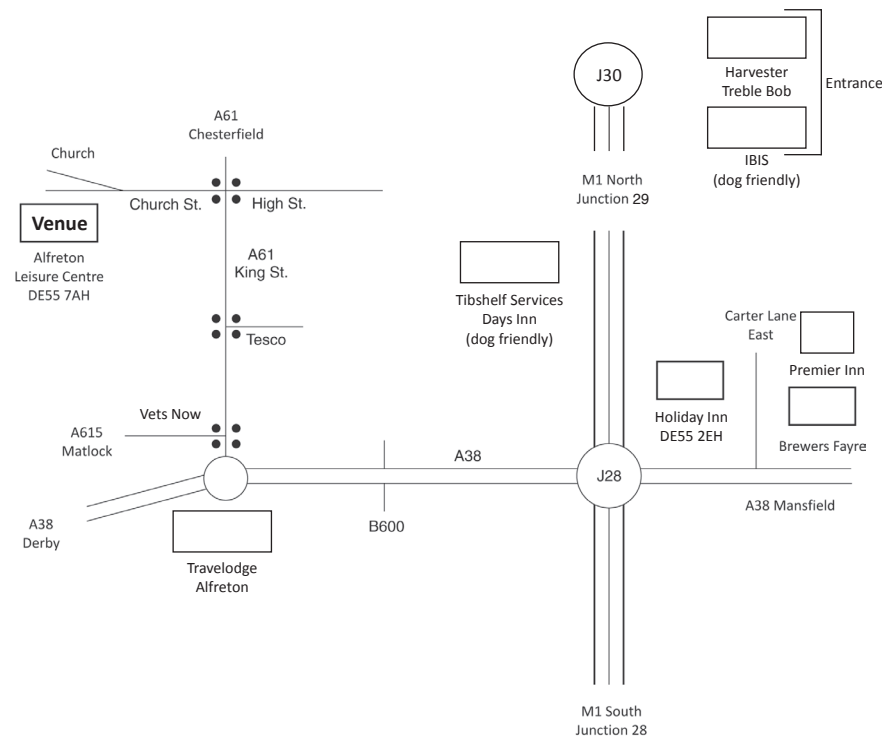 J30
Harvester
Treble Bob
Entrance
IBIS
(dog friendly)
A61
Chesterfield
Church
Church St.
High St.
M1 North
Junction 29
Venue
Alfreton
Leisure Centre
DE55 7AH
A61
King St.
Tibshelf Services
Days Inn
(dog friendly)
Tesco
Carter Lane
East
Premier Inn
Holiday Inn
DE55 2EH
Brewers Fayre
Vets Now
A615
Matlock
A38
J28
A38 Mansfield
A38
Derby
B600
Travelodge
Alfreton
M1 South
Junction 28